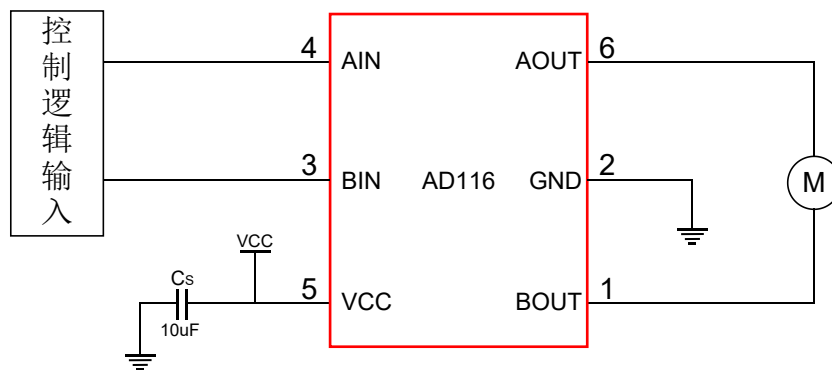 控制逻辑输入
4
AIN
AOUT
6
3
BIN
AD116
GND
2
M
VCC
Cs
10uF
5
VCC
BOUT
1